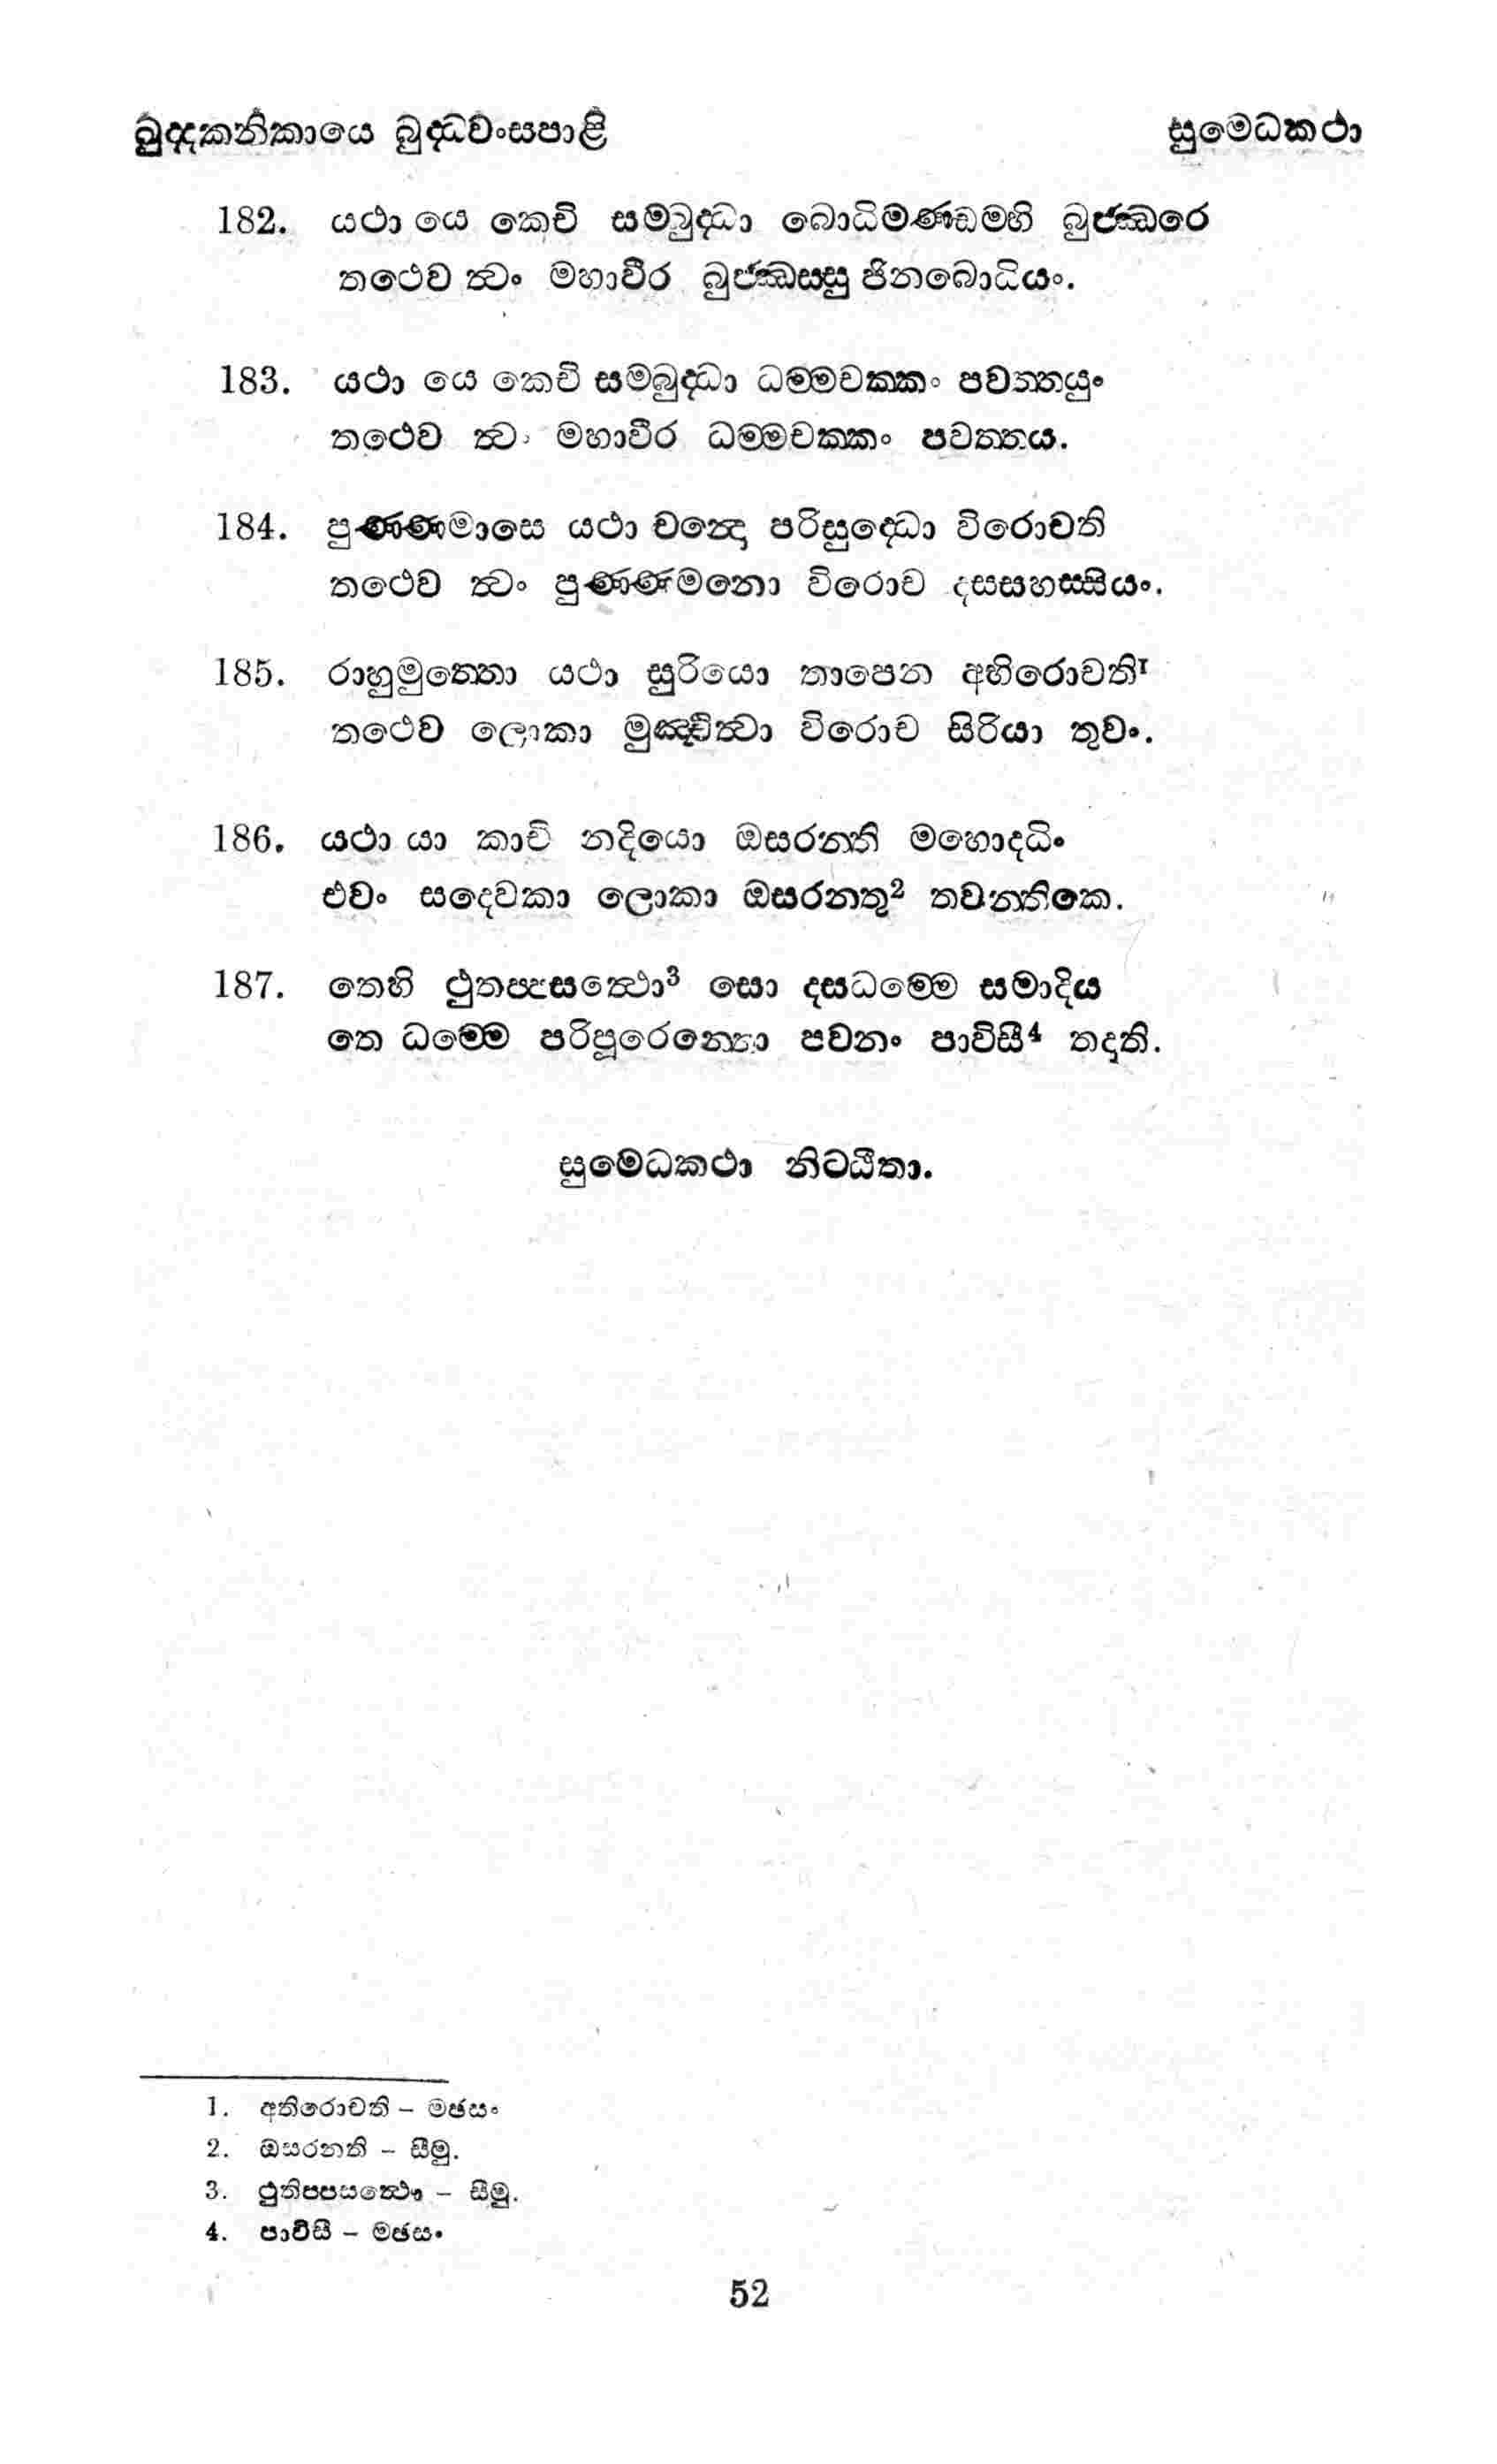 ඛුද්දකනිකායෙ බුද්ධවංසපාළි සුමෙධකථා
182. යථා යෙ කෙචි සම්බුද්ධා බොධිමණ්ඩම්හි බුජ්ඣරෙ
තථෙව ත්වං මහාවීර බුජ්ඣස්සු ජිනබොධියං.
183. යථා යෙ කෙචි සම්බුද්ධා ධම්මචක්කං පවත්තයුං
තථෙව ත්වං මහාවීර ධම්මචක්කං පවත්තය.
184. පුණ්ණමාසෙ යථා චන්දො පරිසුද්ධො විරොචති
තථෙව ත්වං පුණ්ණමනො විරොච දසසහස්සියං.
185. රාහුමුත්තො යථා සුරියො තාපෙන අභිරොචති¹
තථෙව ලොකා මුඤ්චිත්වා විරොච සිරියා තුවං.
186. යථා යා කාචි නදියො ඔසරන්ති මහොදධිං
එවං සදෙවකා ලොකා ඔසරන්තු² තවන්තිකෙ.
187. තෙහි ථුතප්පසත්ථො³ සො දසධම්මෙ සමාදිය
තෙ ධම්මෙ පරිපූරෙන්තො පවනං පාවිසී⁴ තදාති.
සුමෙධකථා නිට්ඨිතා.
1. අතිරොචති – මඡසං
2. ඔසරන්ති – සීමු.
3. ථුතිප්පසත්ථො – සීමු.
4. පාවිසි – මඡසං
52